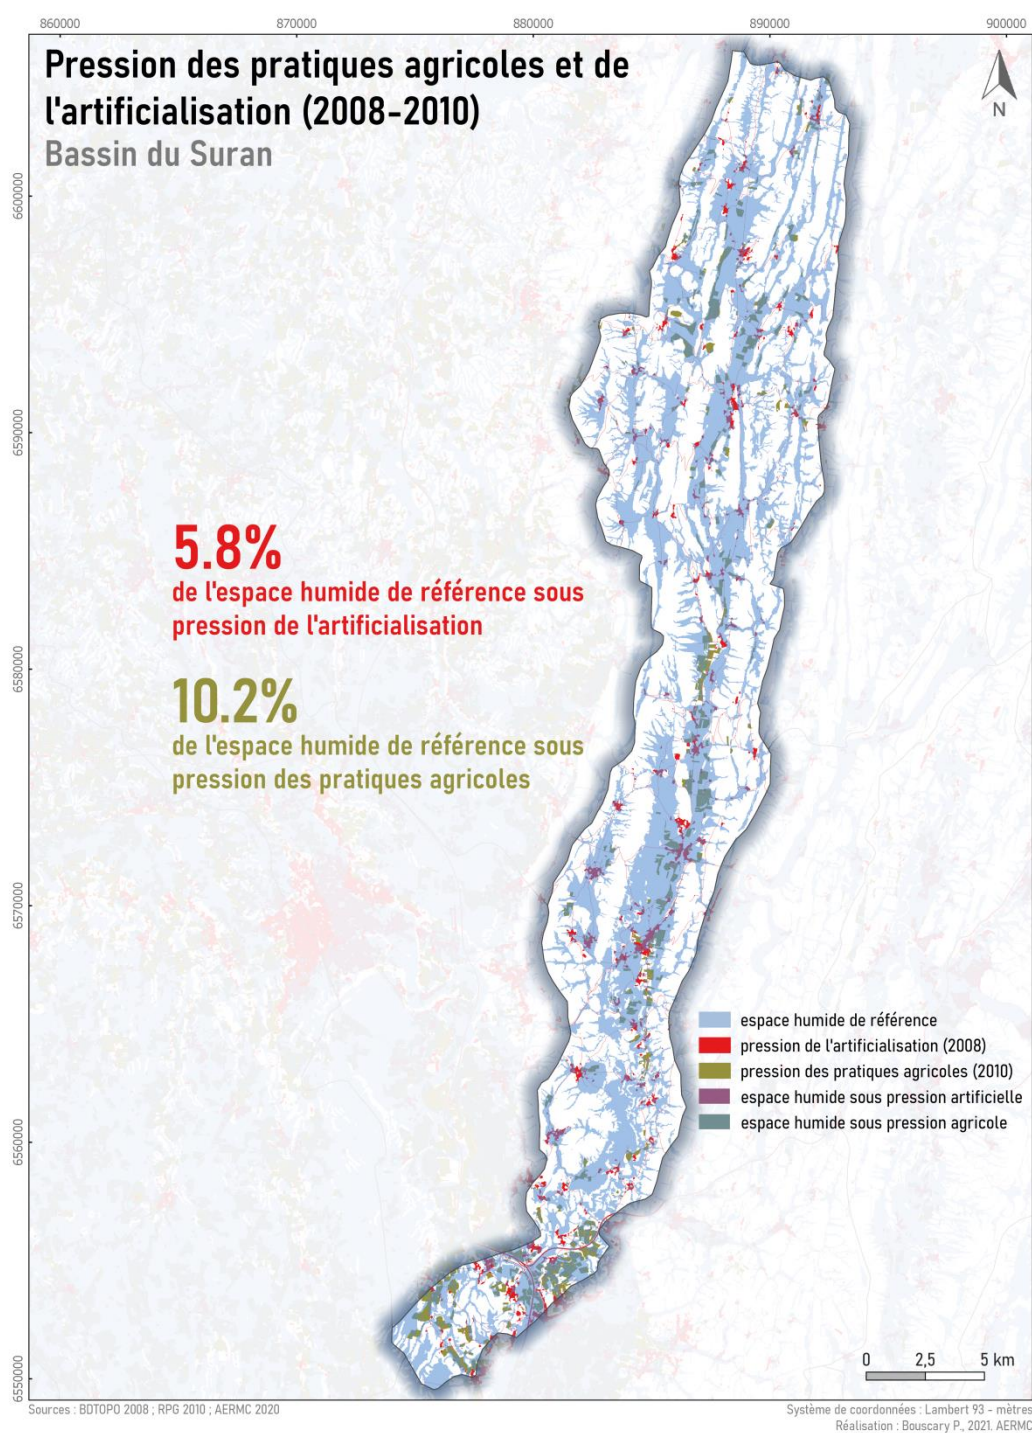 860000
870000
880000
890000
900000
Pression des pratiques agricoles et de
l'artificialisation (2008-2010)
Bassin du Suran
N
6600000
6590000
5.8%
de l'espace humide de référence sous
pression de l'artificialisation
6580000
10.2%
de l'espace humide de référence sous
pression des pratiques agricoles
6570000
espace humide de référence
pression de l'artificialisation (2008)
pression des pratiques agricoles (2010)
espace humide sous pression artificielle
espace humide sous pression agricole
6560000
0 2,5 5 km
6550000
Sources : BDTOPO 2008 ; RPG 2010 ; AERMC 2020
Système de coordonnées : Lambert 93 - mètres
Réalisation : Bouscary P., 2021. AERMC